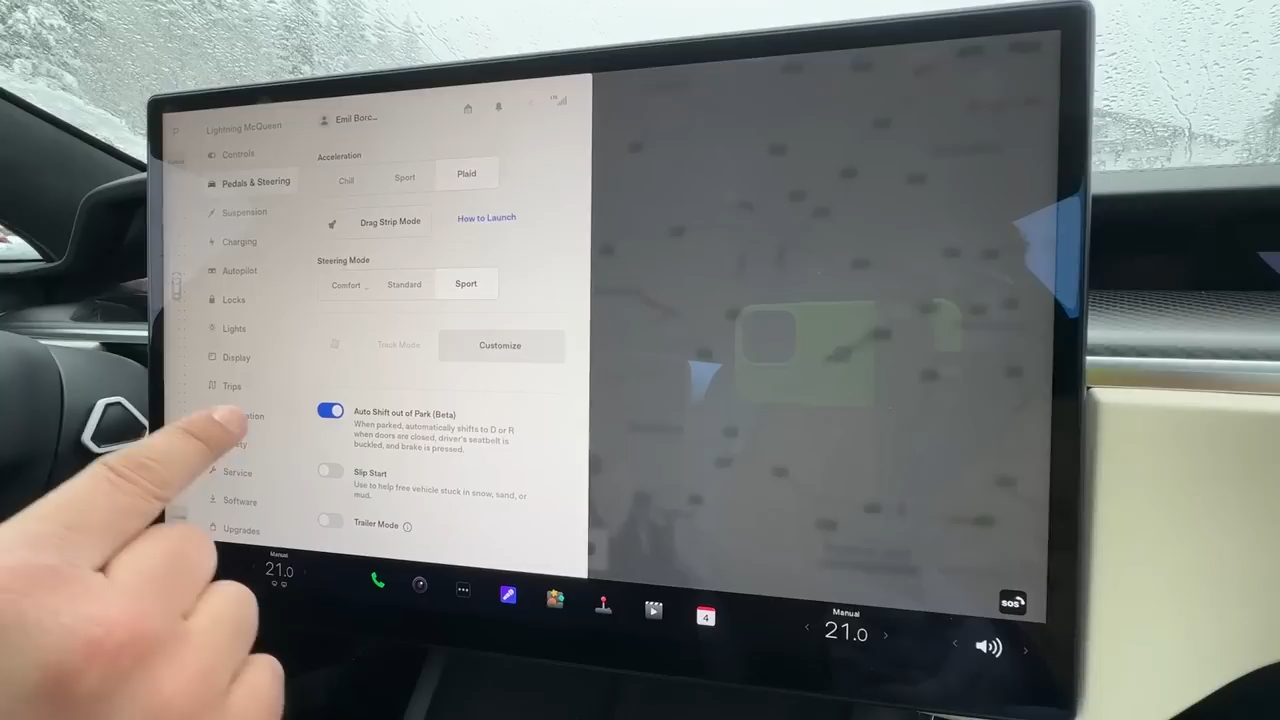 Lightning McQueen
Emil Borc...
LTE
Controls
Pedals & Steering
Suspension
Charging
Autopilot
Locks
Lights
Display
Trips
Service
Software
Upgrades
Acceleration
Chill
Sport
Plaid
Drag Strip Mode
How to Launch
Steering Mode
Comfort
Standard
Sport
Track Mode
Customize
Auto Shift out of Park (Beta)
When parked, automatically shifts to D or R
when doors are closed, driver's seatbelt is
buckled, and brake is pressed.
Slip Start
Use to help free vehicle stuck in snow, sand, or
mud.
Trailer Mode
Manual
21.0
4
Manual
21.0
SOS